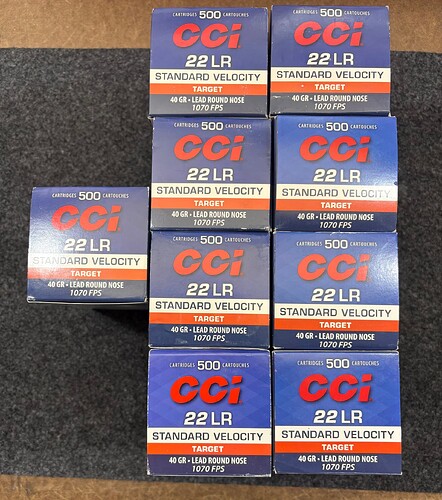 CARTRIDGES 500 CARTOUCHES
CCi
22 LR
STANDARD VELOCITY
TARGET
40 GR • LEAD ROUND NOSE
1070 FPS
CARTRIDGES 500 CARTOUCHES
CCi
22 LR
STANDARD VELOCITY
TARGET
40 GR • LEAD ROUND NOSE
1070 FPS
CARTRIDGES 500 CARTOUCHES
CCi
22 LR
STANDARD VELOCITY
TARGET
40 GR • LEAD ROUND NOSE
1070 FPS
CARTRIDGES 500 CARTOUCHES
CCi
22 LR
STANDARD VELOCITY
TARGET
40 GR • LEAD ROUND NOSE
1070 FPS
CARTRIDGES 500 CARTOUCHES
CCi
22 LR
STANDARD VELOCITY
TARGET
40 GR • LEAD ROUND NOSE
1070 FPS
CARTRIDGES 500 CARTOUCHES
CCi
22 LR
STANDARD VELOCITY
TARGET
40 GR • LEAD ROUND NOSE
1070 FPS
CARTRIDGES 500 CARTOUCHES
CCi
22 LR
STANDARD VELOCITY
TARGET
40 GR • LEAD ROUND NOSE
1070 FPS
CARTRIDGES 500 CARTOUCHES
CCi
22 LR
STANDARD VELOCITY
TARGET
40 GR • LEAD ROUND NOSE
1070 FPS
CARTRIDGES 500 CARTOUCHES
CCi
22 LR
STANDARD VELOCITY
TARGET
40 GR • LEAD ROUND NOSE
1070 FPS